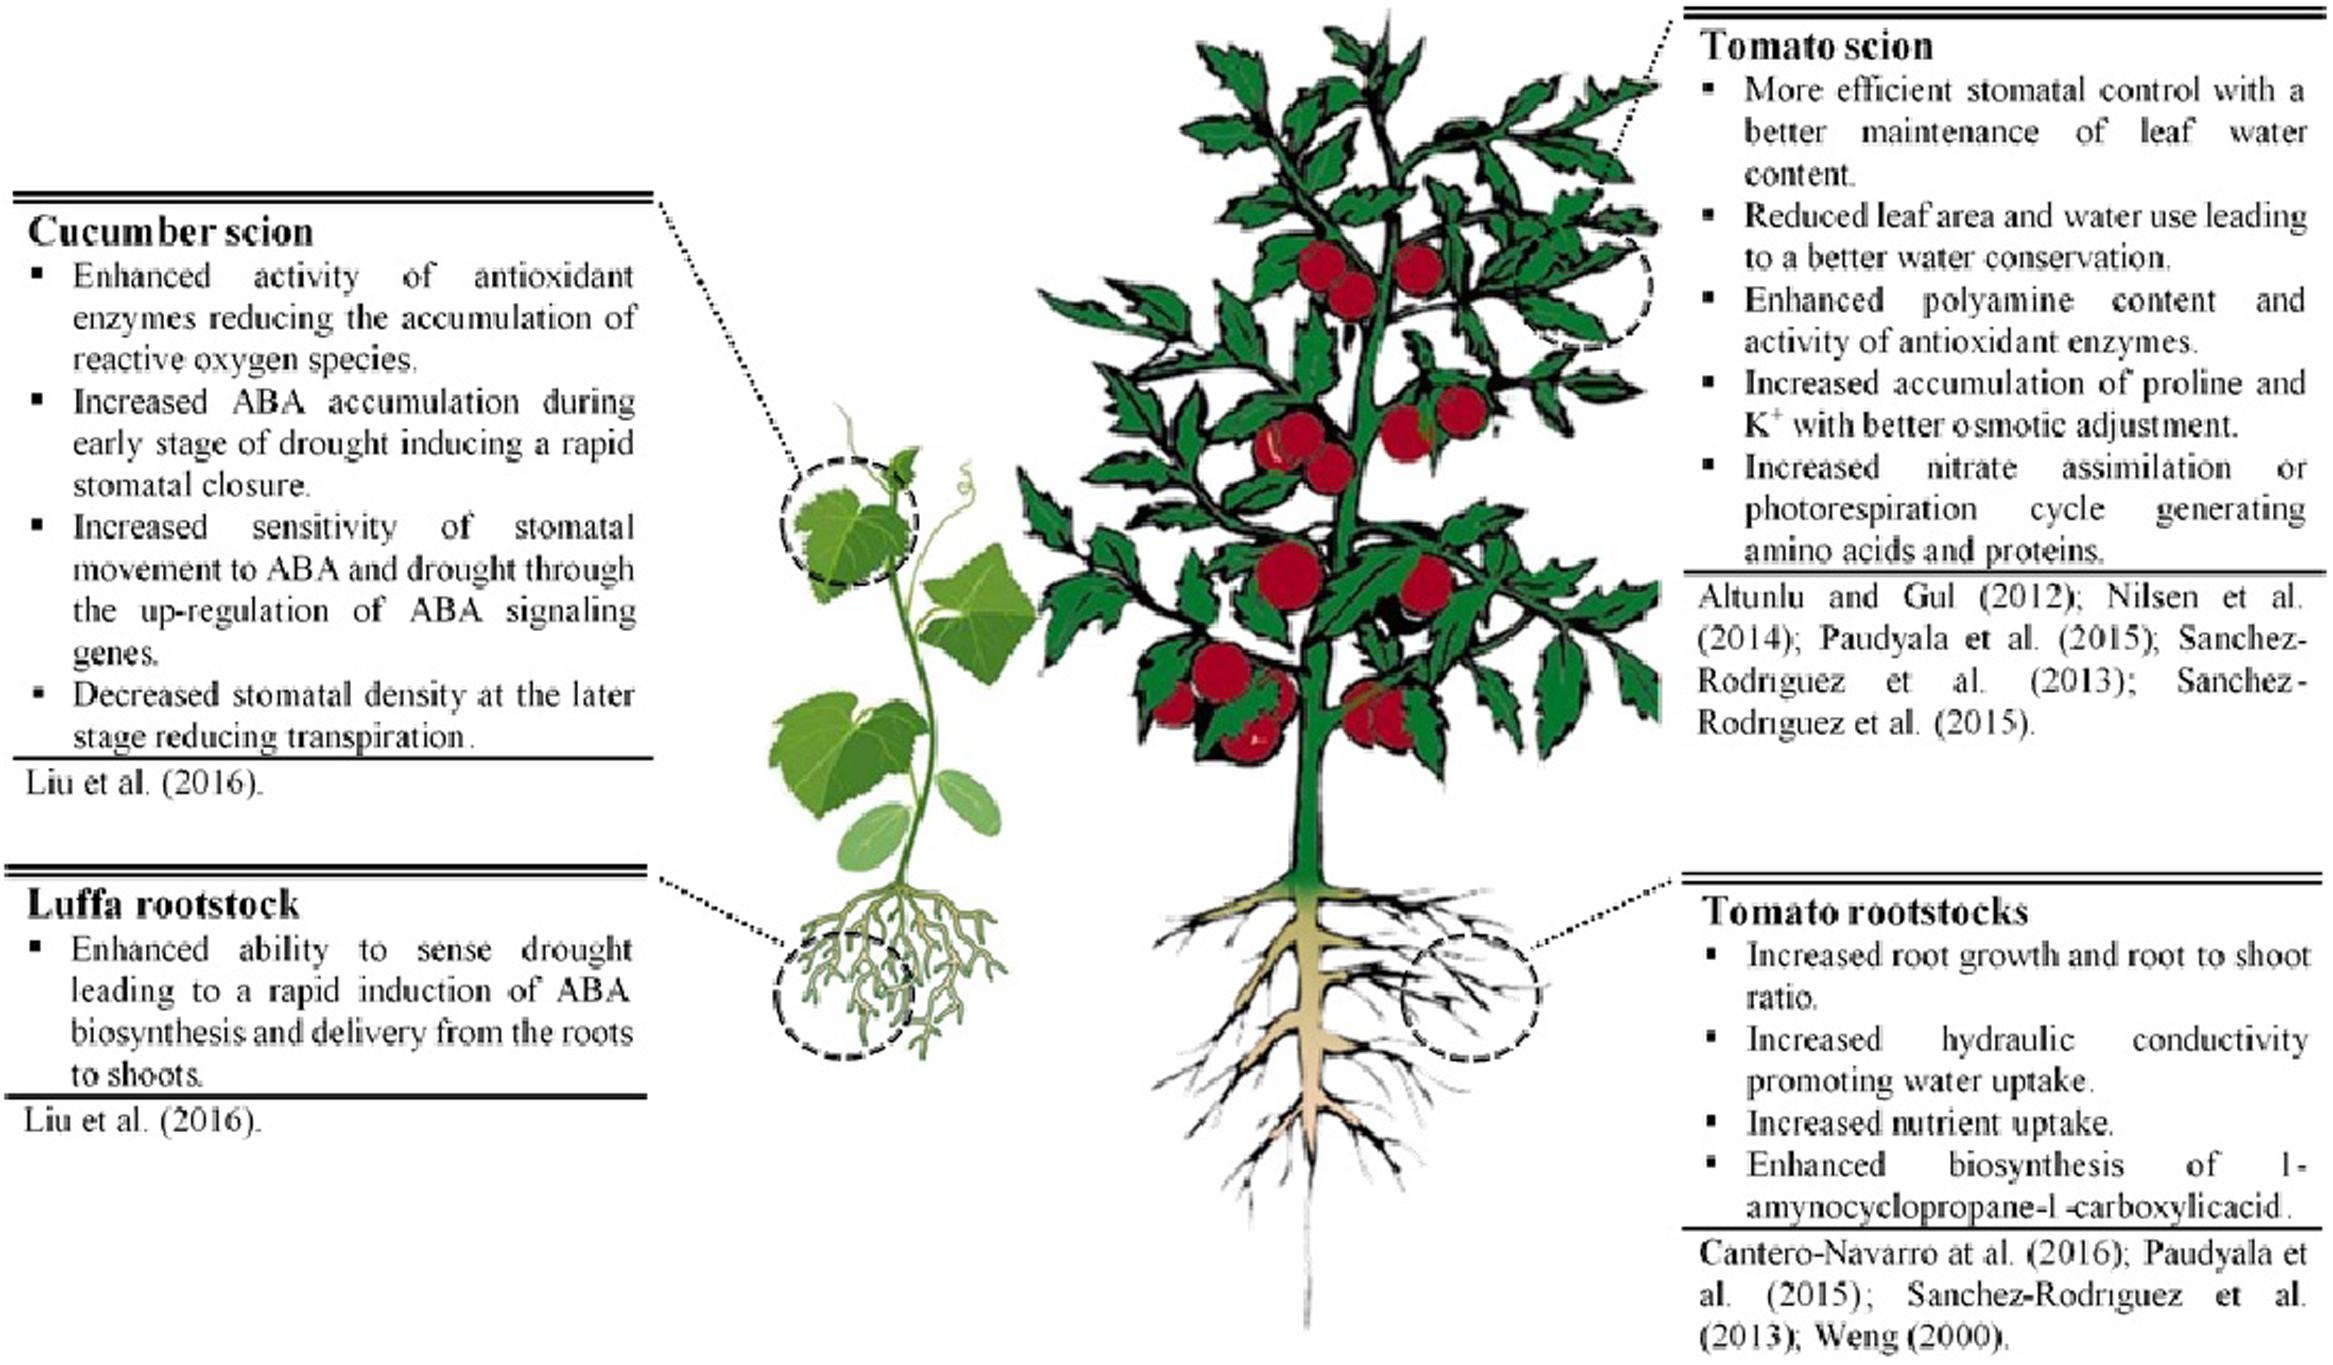 Cucumber scion
▪ Enhanced activity of antioxidant
enzymes reducing the accumulation of
reactive oxygen species.
▪ Increased ABA accumulation during
early stage of drought inducing a rapid
stomatal closure.
▪ Increased sensitivity of stomatal
movement to ABA and drought through
the up-regulation of ABA signaling
genes.
▪ Decreased stomatal density at the later
stage reducing transpiration.
Liu et al. (2016).
Luffa rootstock
▪ Enhanced ability to sense drought
leading to a rapid induction of ABA
biosynthesis and delivery from the roots
to shoots.
Liu et al. (2016).
Tomato scion
▪ More efficient stomatal control with a
better maintenance of leaf water
content.
▪ Reduced leaf area and water use leading
to a better water conservation.
▪ Enhanced polyamine content and
activity of antioxidant enzymes.
▪ Increased accumulation of proline and
K⁺ with better osmotic adjustment.
▪ Increased nitrate assimilation or
photorespiration cycle generating
amino acids and proteins.
Altunlu and Gul (2012); Nilsen et al.
(2014); Paudyala et al. (2015); Sanchez-
Rodrıguez et al. (2013); Sanchez-
Rodrıguez et al. (2015).
Tomato rootstocks
▪ Increased root growth and root to shoot
ratio.
▪ Increased hydraulic conductivity
promoting water uptake.
▪ Increased nutrient uptake.
▪ Enhanced biosynthesis of 1-
amynocyclopropane-1-carboxylicacid.
Cantero-Navarro at al. (2016); Paudyala et
al. (2015); Sanchez-Rodrıguez et al.
(2013); Weng (2000).